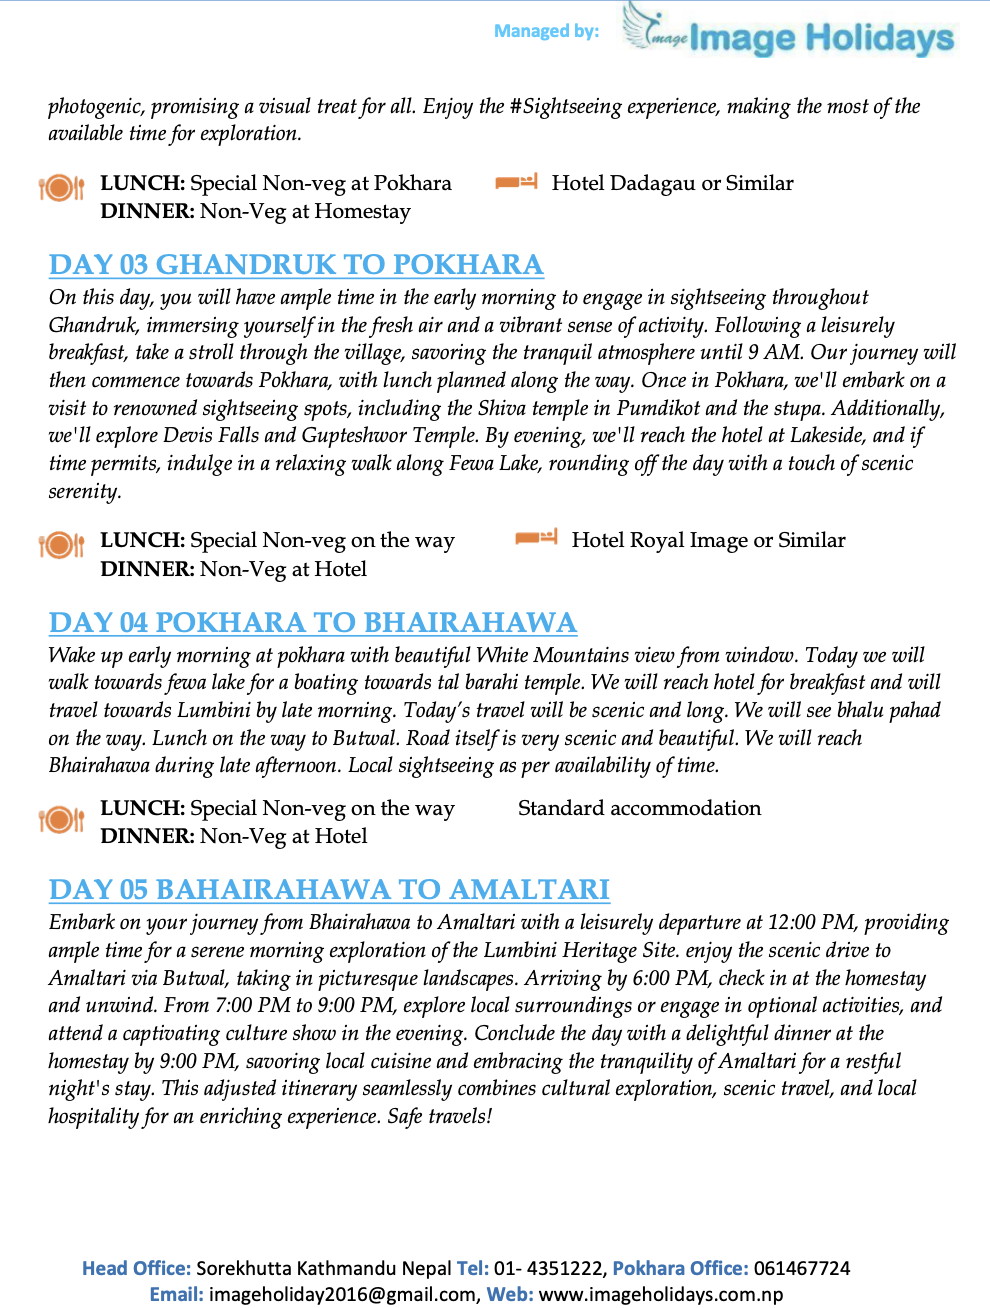 Managed by: Image Image Holidays
photogenic, promising a visual treat for all. Enjoy the #Sightseeing experience, making the most of the
available time for exploration.
LUNCH: Special Non-veg at Pokhara Hotel Dadagau or Similar
DINNER: Non-Veg at Homestay
DAY 03 GHANDRUK TO POKHARA
On this day, you will have ample time in the early morning to engage in sightseeing throughout
Ghandruk, immersing yourself in the fresh air and a vibrant sense of activity. Following a leisurely
breakfast, take a stroll through the village, savoring the tranquil atmosphere until 9 AM. Our journey will
then commence towards Pokhara, with lunch planned along the way. Once in Pokhara, we'll embark on a
visit to renowned sightseeing spots, including the Shiva temple in Pumdikot and the stupa. Additionally,
we'll explore Devis Falls and Gupteshwor Temple. By evening, we'll reach the hotel at Lakeside, and if
time permits, indulge in a relaxing walk along Fewa Lake, rounding off the day with a touch of scenic
serenity.
LUNCH: Special Non-veg on the way Hotel Royal Image or Similar
DINNER: Non-Veg at Hotel
DAY 04 POKHARA TO BHAIRAHAWA
Wake up early morning at pokhara with beautiful White Mountains view from window. Today we will
walk towards fewa lake for a boating towards tal barahi temple. We will reach hotel for breakfast and will
travel towards Lumbini by late morning. Today’s travel will be scenic and long. We will see bhalu pahad
on the way. Lunch on the way to Butwal. Road itself is very scenic and beautiful. We will reach
Bhairahawa during late afternoon. Local sightseeing as per availability of time.
LUNCH: Special Non-veg on the way Standard accommodation
DINNER: Non-Veg at Hotel
DAY 05 BAHAIRAHAWA TO AMALTARI
Embark on your journey from Bhairahawa to Amaltari with a leisurely departure at 12:00 PM, providing
ample time for a serene morning exploration of the Lumbini Heritage Site. enjoy the scenic drive to
Amaltari via Butwal, taking in picturesque landscapes. Arriving by 6:00 PM, check in at the homestay
and unwind. From 7:00 PM to 9:00 PM, explore local surroundings or engage in optional activities, and
attend a captivating culture show in the evening. Conclude the day with a delightful dinner at the
homestay by 9:00 PM, savoring local cuisine and embracing the tranquility of Amaltari for a restful
night's stay. This adjusted itinerary seamlessly combines cultural exploration, scenic travel, and local
hospitality for an enriching experience. Safe travels!
Head Office: Sorekhutta Kathmandu Nepal Tel: 01- 4351222, Pokhara Office: 061467724
Email: imageholiday2016@gmail.com, Web: www.imageholidays.com.np